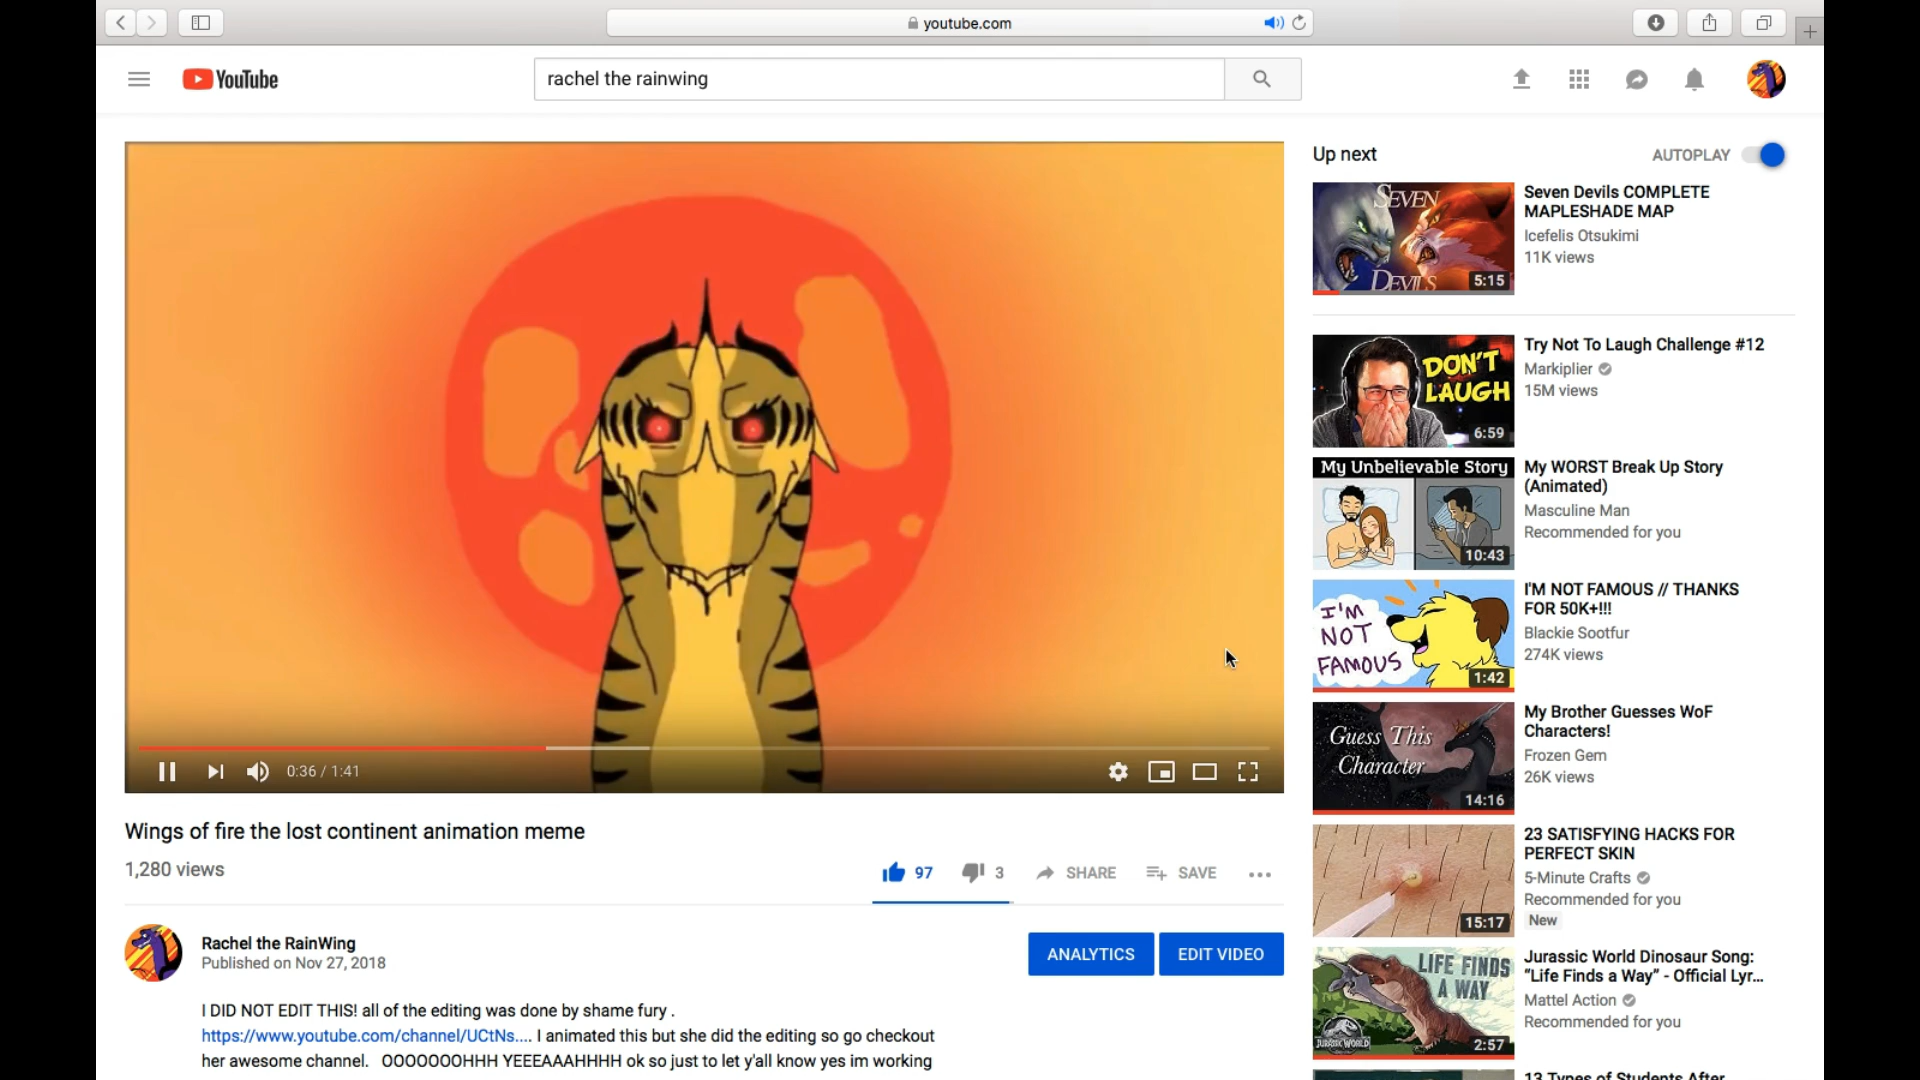 youtube.com
YouTube
rachel the rainwing
0:36 / 1:41
Wings of fire the lost continent animation meme
1,280 views
97
3
SHARE
SAVE
Rachel the RainWing
Published on Nov 27, 2018
ANALYTICS
EDIT VIDEO
I DID NOT EDIT THIS! all of the editing was done by shame fury .
https://www.youtube.com/channel/UCtNs.... I animated this but she did the editing so go checkout
her awesome channel.   OOOOOOOHHH YEEEAAAHHHH ok so just to let y'all know yes im working
Up next
AUTOPLAY
SEVEN
DEVILS
5:15
Seven Devils COMPLETE
MAPLESHADE MAP
Icefelis Otsukimi
11K views
DON'T
LAUGH
6:59
Try Not To Laugh Challenge #12
Markiplier
15M views
My Unbelievable Story
10:43
My WORST Break Up Story
(Animated)
Masculine Man
Recommended for you
I'M
NOT
FAMOUS
1:42
I'M NOT FAMOUS // THANKS
FOR 50K+!!!
Blackie Sootfur
274K views
Guess This
Character
14:16
My Brother Guesses WoF
Characters!
Frozen Gem
26K views
15:17
23 SATISFYING HACKS FOR
PERFECT SKIN
5-Minute Crafts
Recommended for you
New
LIFE FINDS
A WAY
JURASSIC WORLD
2:57
Jurassic World Dinosaur Song:
“Life Finds a Way” - Official Lyr...
Mattel Action
Recommended for you
13 Types of Students After